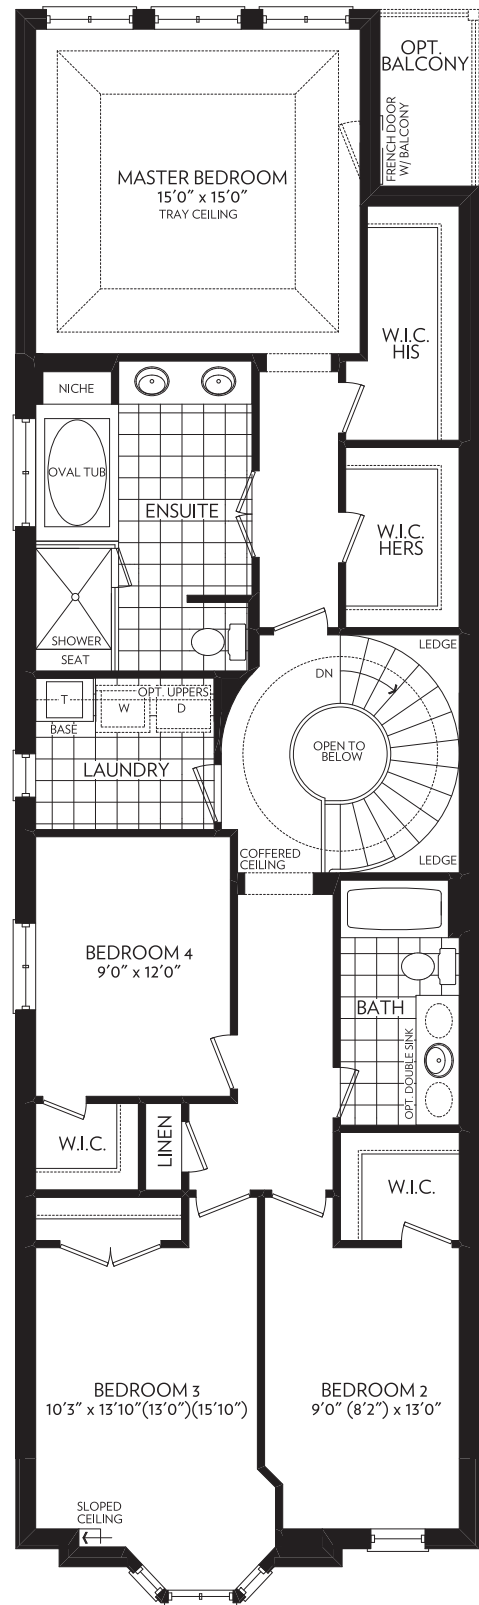 OPT.
BALCONY
FRENCH DOOR
W/ BALCONY
MASTER BEDROOM
15'0" x 15'0"
TRAY CEILING
W.I.C.
HIS
NICHE
OVAL TUB
ENSUITE
W.I.C.
HERS
SHOWER
SEAT
LEDGE
DN
OPT. UPPERS
T
W
D
BASE
LAUNDRY
OPEN TO
BELOW
COFFERED
CEILING
LEDGE
BEDROOM 4
9'0" x 12'0"
BATH
OPT. DOUBLE SINK
W.I.C.
LINEN
W.I.C.
BEDROOM 3
10'3" x 13'10"(13'0")(15'10")
BEDROOM 2
9'0" (8'2") x 13'0"
SLOPED
CEILING